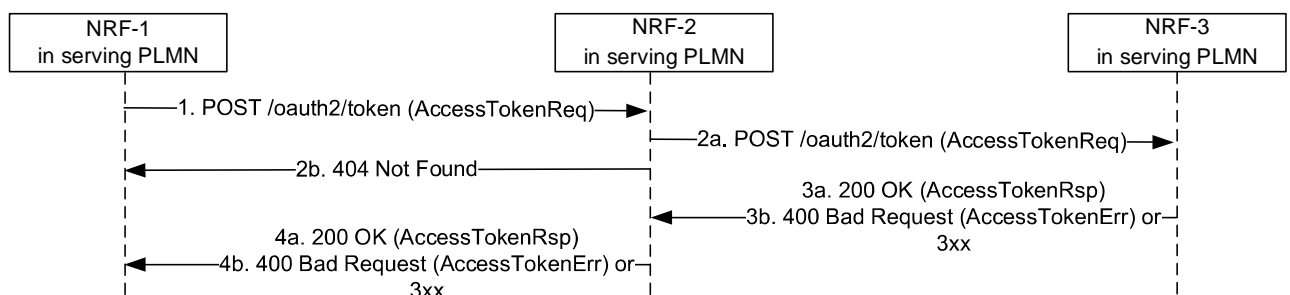 NRF-1
in serving PLMN
NRF-2
in serving PLMN
NRF-3
in serving PLMN
1. POST /oauth2/token (AccessTokenReq)
2a. POST /oauth2/token (AccessTokenReq)
2b. 404 Not Found
3a. 200 OK (AccessTokenRsp)
3b. 400 Bad Request (AccessTokenErr) or
3xx
4a. 200 OK (AccessTokenRsp)
4b. 400 Bad Request (AccessTokenErr) or
3xx